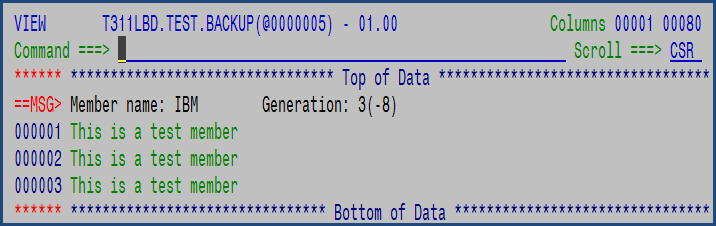 VIEW T311LBD.TEST.BACKUP(@0000005) - 01.00 Columns 00001 00080
Command ===> Scroll ===> CSR
****** ********************************* Top of Data **********************************
==MSG> Member name: IBM Generation: 3(-8)
000001 This is a test member
000002 This is a test member
000003 This is a test member
****** ******************************** Bottom of Data ********************************